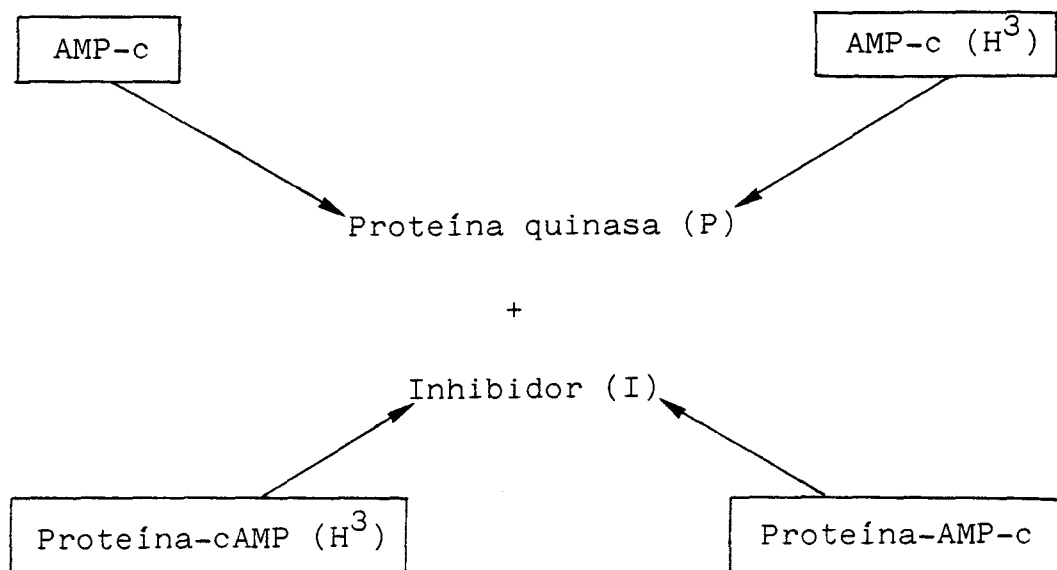 AMP-c
AMP-c (H³)
Proteína quinasa (P)
+
Inhibidor (I)
Proteína-cAMP (H³)
Proteína-AMP-c